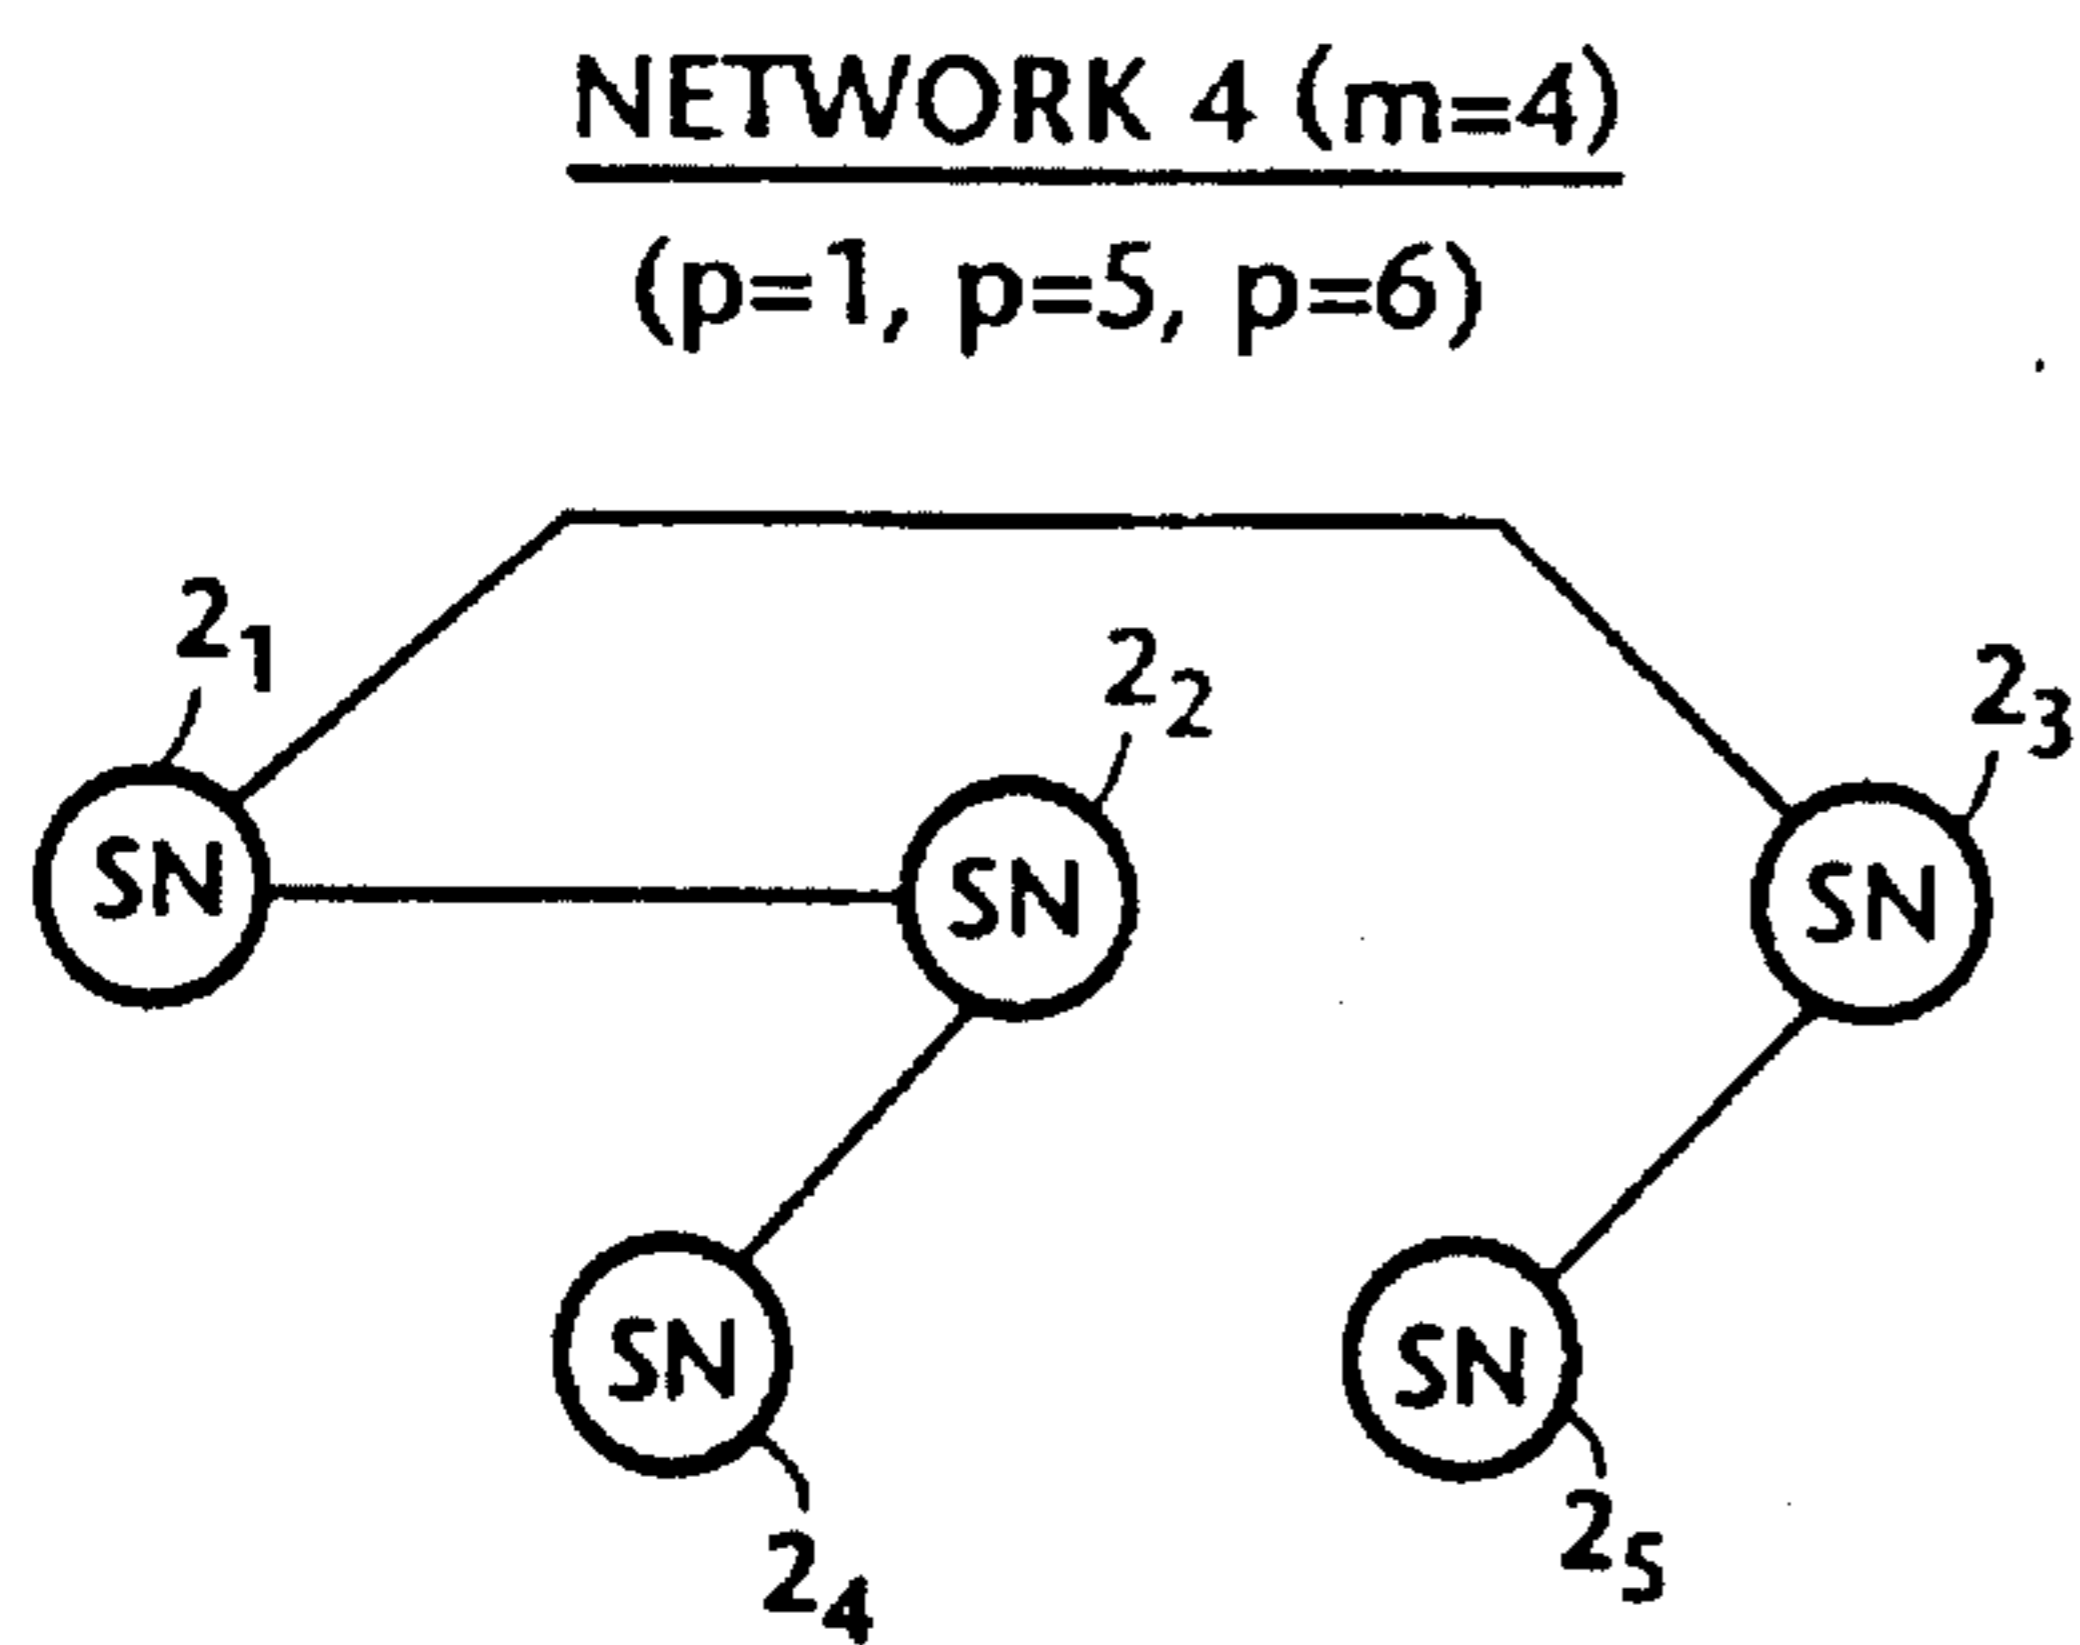 NETWORK 4 (m=4)
(p=1, p=5, p=6)
2₁
2₂
2₃
SN
SN
SN
SN
SN
2₄
2₅